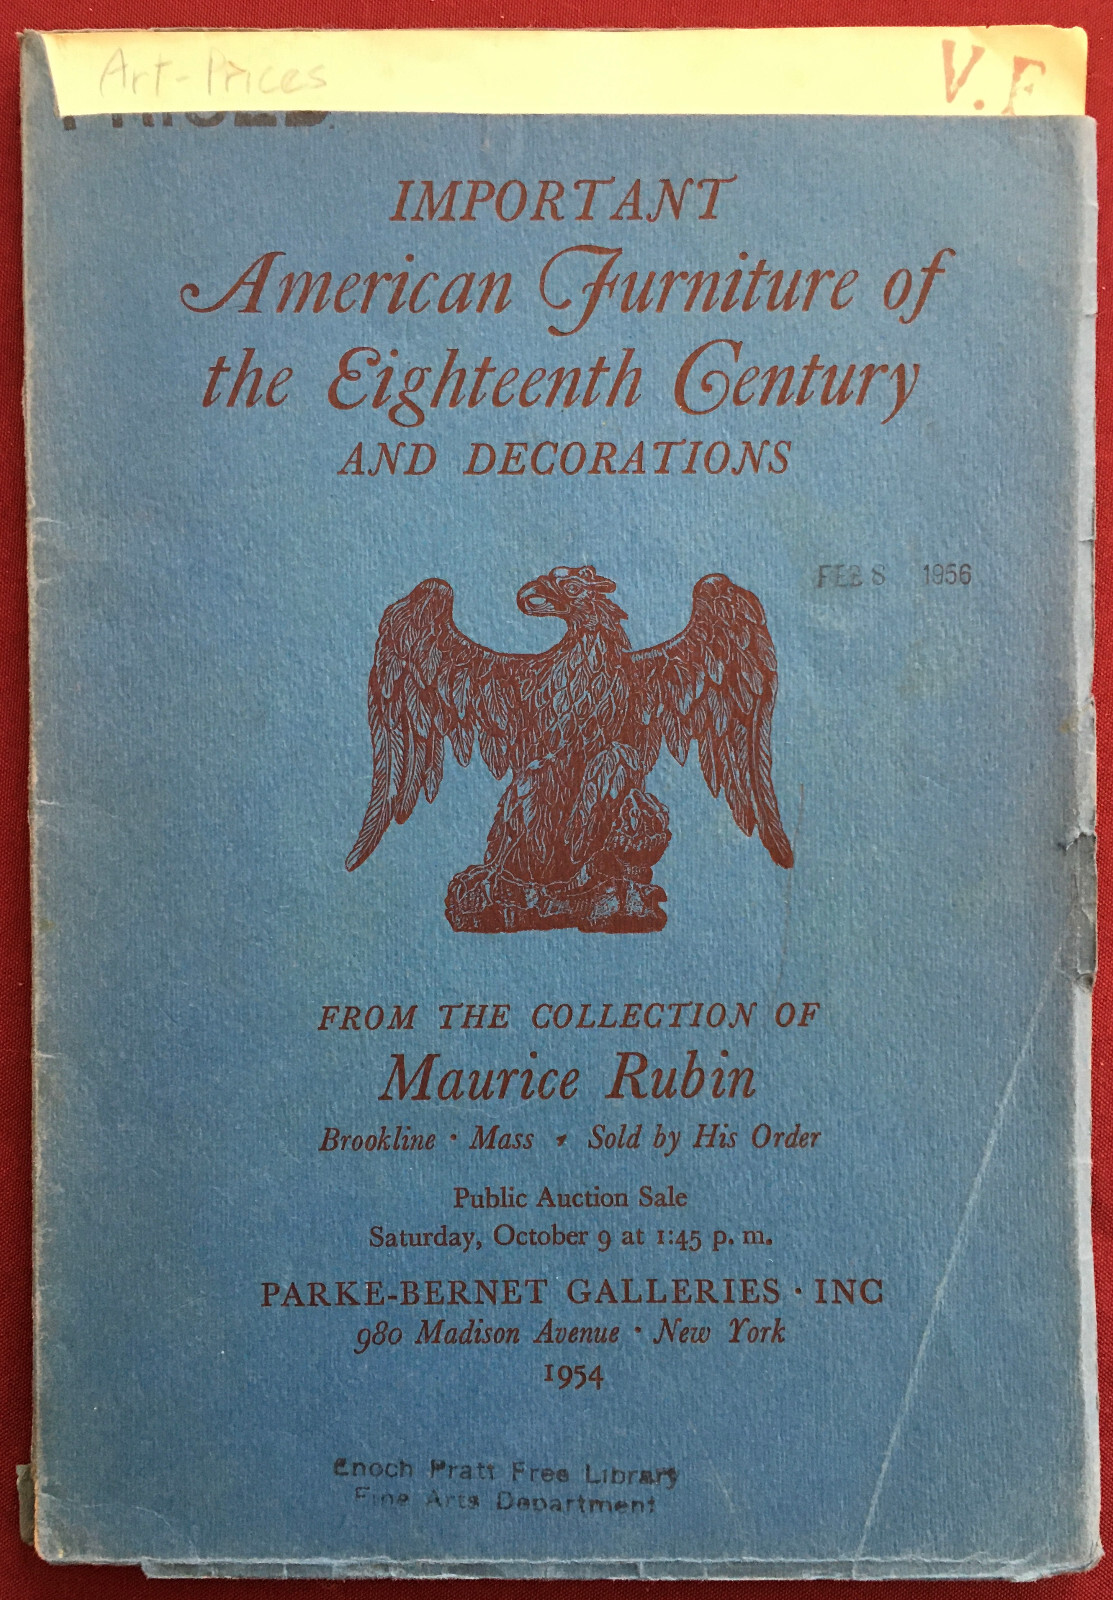 Art-Prices
V. F
PRICED.
IMPORTANT
American Furniture of
the Eighteenth Century
AND DECORATIONS
FEB 8 1956
FROM THE COLLECTION OF
Maurice Rubin
Brookline · Mass · Sold by His Order
Public Auction Sale
Saturday, October 9 at 1:45 p. m.
PARKE-BERNET GALLERIES · INC
980 Madison Avenue · New York
1954
Enoch Pratt Free Library
Fine Arts Department